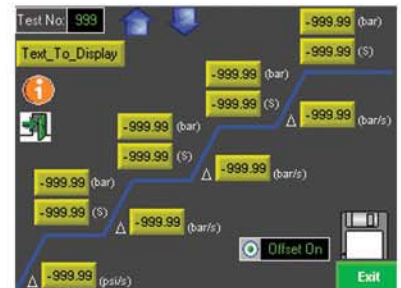 Test No: 999
-999.99 (bar)
-999.99 (S)
Text_To_Display
-999.99 (bar)
-999.99 (S)
-999.99 (bar)
-999.99 (S)
Δ -999.99 (bar/s)
-999.99 (bar)
-999.99 (S)
Δ -999.99 (bar/s)
Δ -999.99 (bar/s)
Offset On
Δ -999.99 (psi/s)
Exit